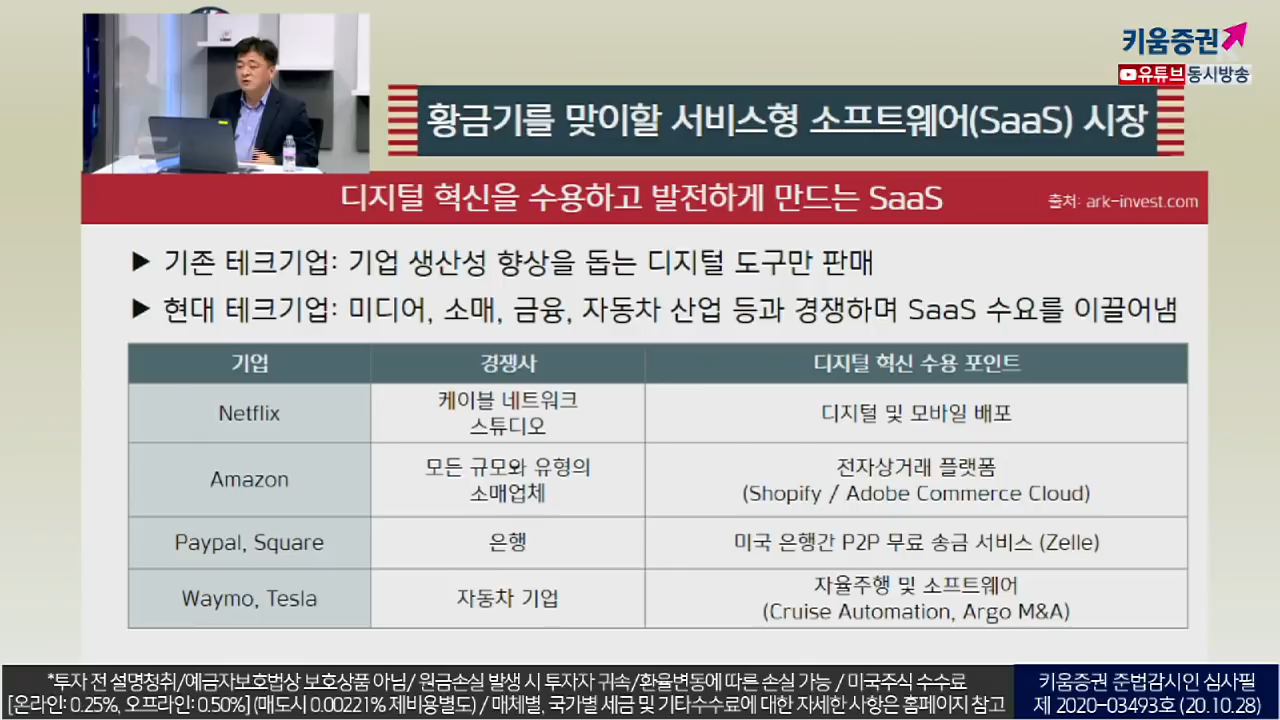 키움증권
유튜브 동시방송
황금기를 맞이할 서비스형 소프트웨어(SaaS) 시장
디지털 혁신을 수용하고 발전하게 만드는 SaaS
출처: ark-invest.com
▶ 기존 테크기업: 기업 생산성 향상을 돕는 디지털 도구만 판매
▶ 현대 테크기업: 미디어, 소매, 금융, 자동차 산업 등과 경쟁하며 SaaS 수요를 이끌어냄
기업 경쟁사 디지털 혁신 수용 포인트
Netflix
케이블 네트워크
스튜디오
디지털 및 모바일 배포
Amazon
모든 규모와 유형의
소매업체
전자상거래 플랫폼
(Shopify / Adobe Commerce Cloud)
Paypal, Square
은행
미국 은행간 P2P 무료 송금 서비스 (Zelle)
Waymo, Tesla
자동차 기업
자율주행 및 소프트웨어
(Cruise Automation, Argo M&A)
*투자 전 설명청취/예금자보호법상 보호상품 아님/ 원금손실 발생 시 투자자 귀속/환율변동에 따른 손실 가능 / 미국주식 수수료
[온라인: 0.25%, 오프라인: 0.50%] (매도시 0.00221% 제비용별도) / 매체별, 국가별 세금 및 기타수수료에 대한 자세한 사항은 홈페이지 참고
키움증권 준법감시인 심사필
제 2020-03493호 (20.10.28)